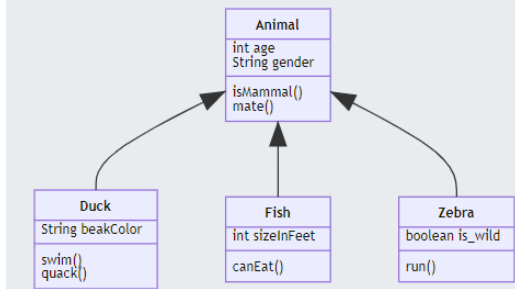 Animal
int age
String gender
isMammal()
mate()
Duck
String beakColor
swim()
quack()
Fish
int sizeInFeet
canEat()
Zebra
boolean is_wild
run()